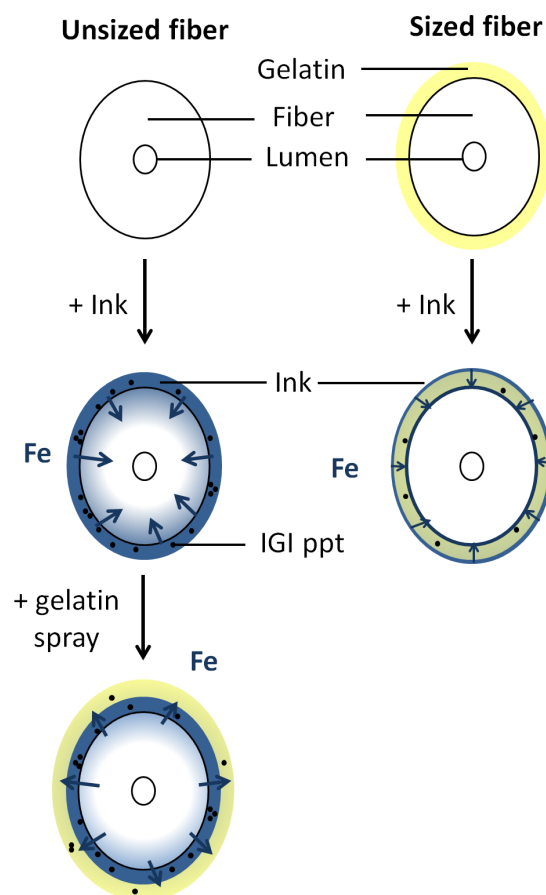 Unsized fiber
Sized fiber
Gelatin
Fiber
Lumen
+ Ink
+ Ink
Ink
Fe
Fe
IGI ppt
+ gelatin
spray
Fe